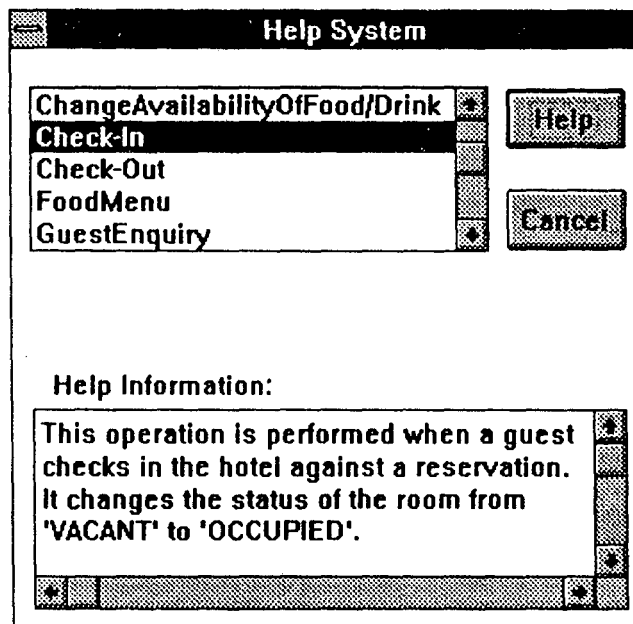 Help System
ChangeAvailabilityOfFood/Drink
Help
Check-In
Check-Out
FoodMenu
Cancel
GuestEnquiry
Help Information:
This operation is performed when a guest
checks in the hotel against a reservation.
It changes the status of the room from
'VACANT' to 'OCCUPIED'.